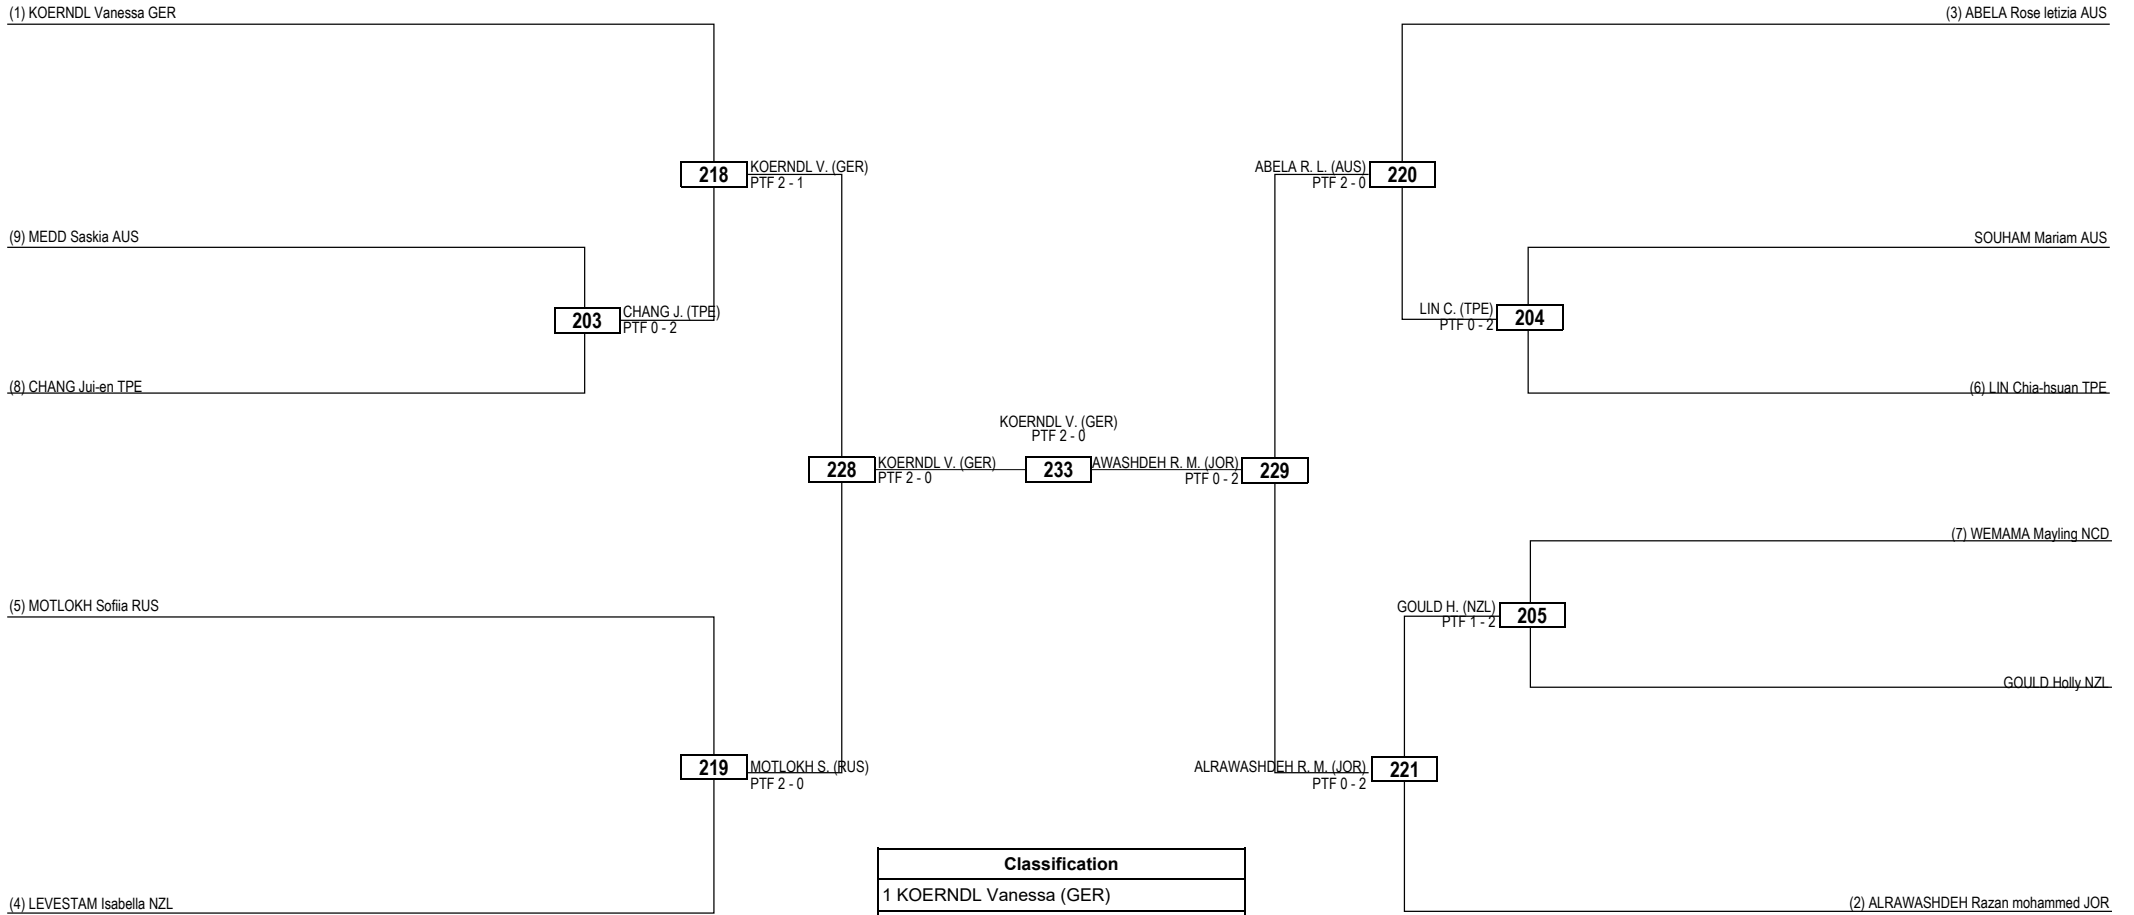 (1) KOERNDL Vanessa GER
(3) ABELA Rose letizia AUS
218
KOERNDL V. (GER)
PTF 2 - 1
ABELA R. L. (AUS)
PTF 2 - 0
220
(9) MEDD Saskia AUS
SOUHAM Mariam AUS
203
CHANG J. (TPE)
PTF 0 - 2
LIN C. (TPE)
PTF 0 - 2
204
(8) CHANG Jui-en TPE
(6) LIN Chia-hsuan TPE
KOERNDL V. (GER)
PTF 2 - 0
228
KOERNDL V. (GER)
PTF 2 - 0
233
AWASHDEH R. M. (JOR)
PTF 0 - 2
229
(7) WEMAMA Mayling NCD
(5) MOTLOKH Sofiia RUS
GOULD H. (NZL)
PTF 1 - 2
205
GOULD Holly NZL
219
MOTLOKH S. (RUS)
PTF 2 - 0
ALRAWASHDEH R. M. (JOR)
PTF 0 - 2
221
Classification
1 KOERNDL Vanessa (GER)
(4) LEVESTAM Isabella NZL
(2) ALRAWASHDEH Razan mohammed JOR